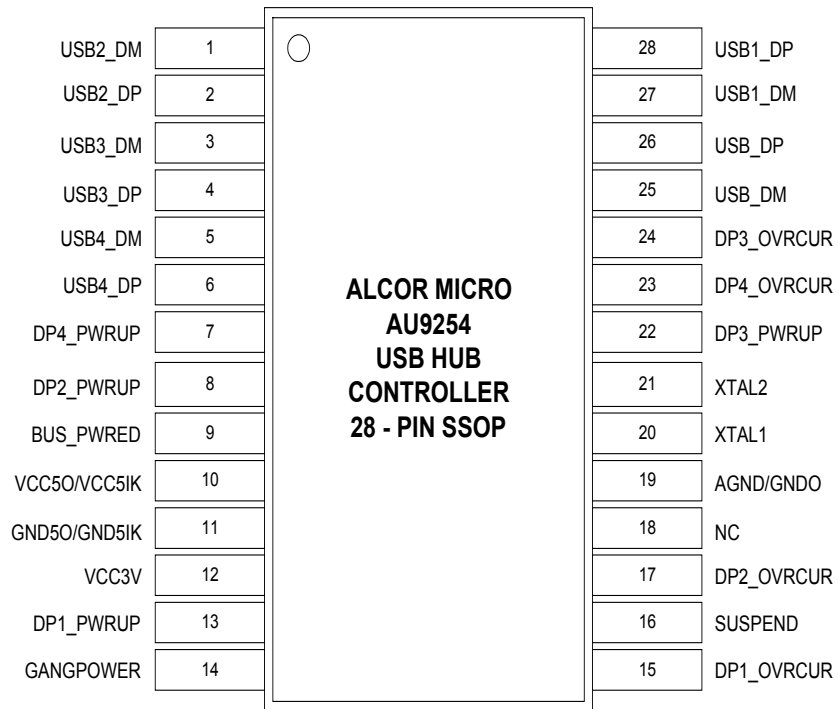 USB2_DM 1 28 USB1_DP
USB2_DP 2 27 USB1_DM
USB3_DM 3 26 USB_DP
USB3_DP 4 25 USB_DM
USB4_DM 5 24 DP3_OVRCUR
USB4_DP 6 23 DP4_OVRCUR
DP4_PWRUP 7 22 DP3_PWRUP
DP2_PWRUP 8 21 XTAL2
BUS_PWRED 9 20 XTAL1
VCC5O/VCC5IK 10 19 AGND/GNDO
GND5O/GND5IK 11 18 NC
VCC3V 12 17 DP2_OVRCUR
DP1_PWRUP 13 16 SUSPEND
GANGPOWER 14 15 DP1_OVRCUR
ALCOR MICRO
AU9254
USB HUB
CONTROLLER
28 - PIN SSOP